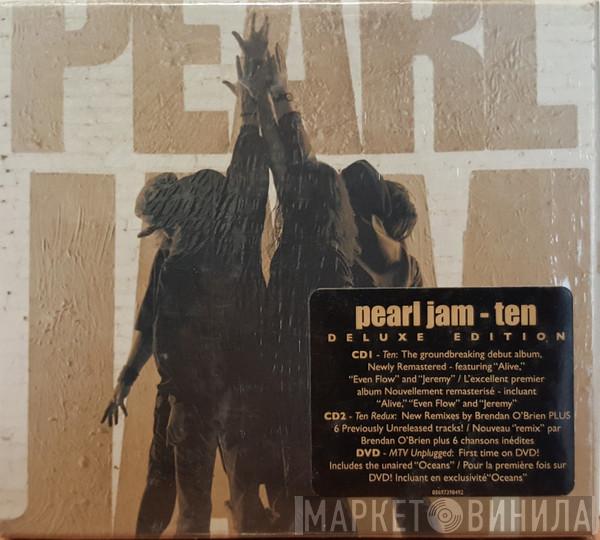 PEARL
JAM
pearl jam - ten
DELUXE EDITION
CD1 - Ten: The groundbreaking debut album,
Newly Remastered - featuring "Alive,"
"Even Flow" and "Jeremy" / L'excellent premier
album Nouvellement remasterisé - incluant
"Alive," "Even Flow" and "Jeremy"
CD2 - Ten Redux: New Remixes by Brendan O'Brien PLUS
6 Previously Unreleased tracks! / Nouveau "remix" par
Brendan O'Brien plus 6 chansons inédites
DVD - MTV Unplugged: First time on DVD!
Includes the unaired "Oceans" / Pour la première fois sur
DVD! Incluant en exclusivité "Oceans"
88697398492
МАРКЕТ ВИНИЛА